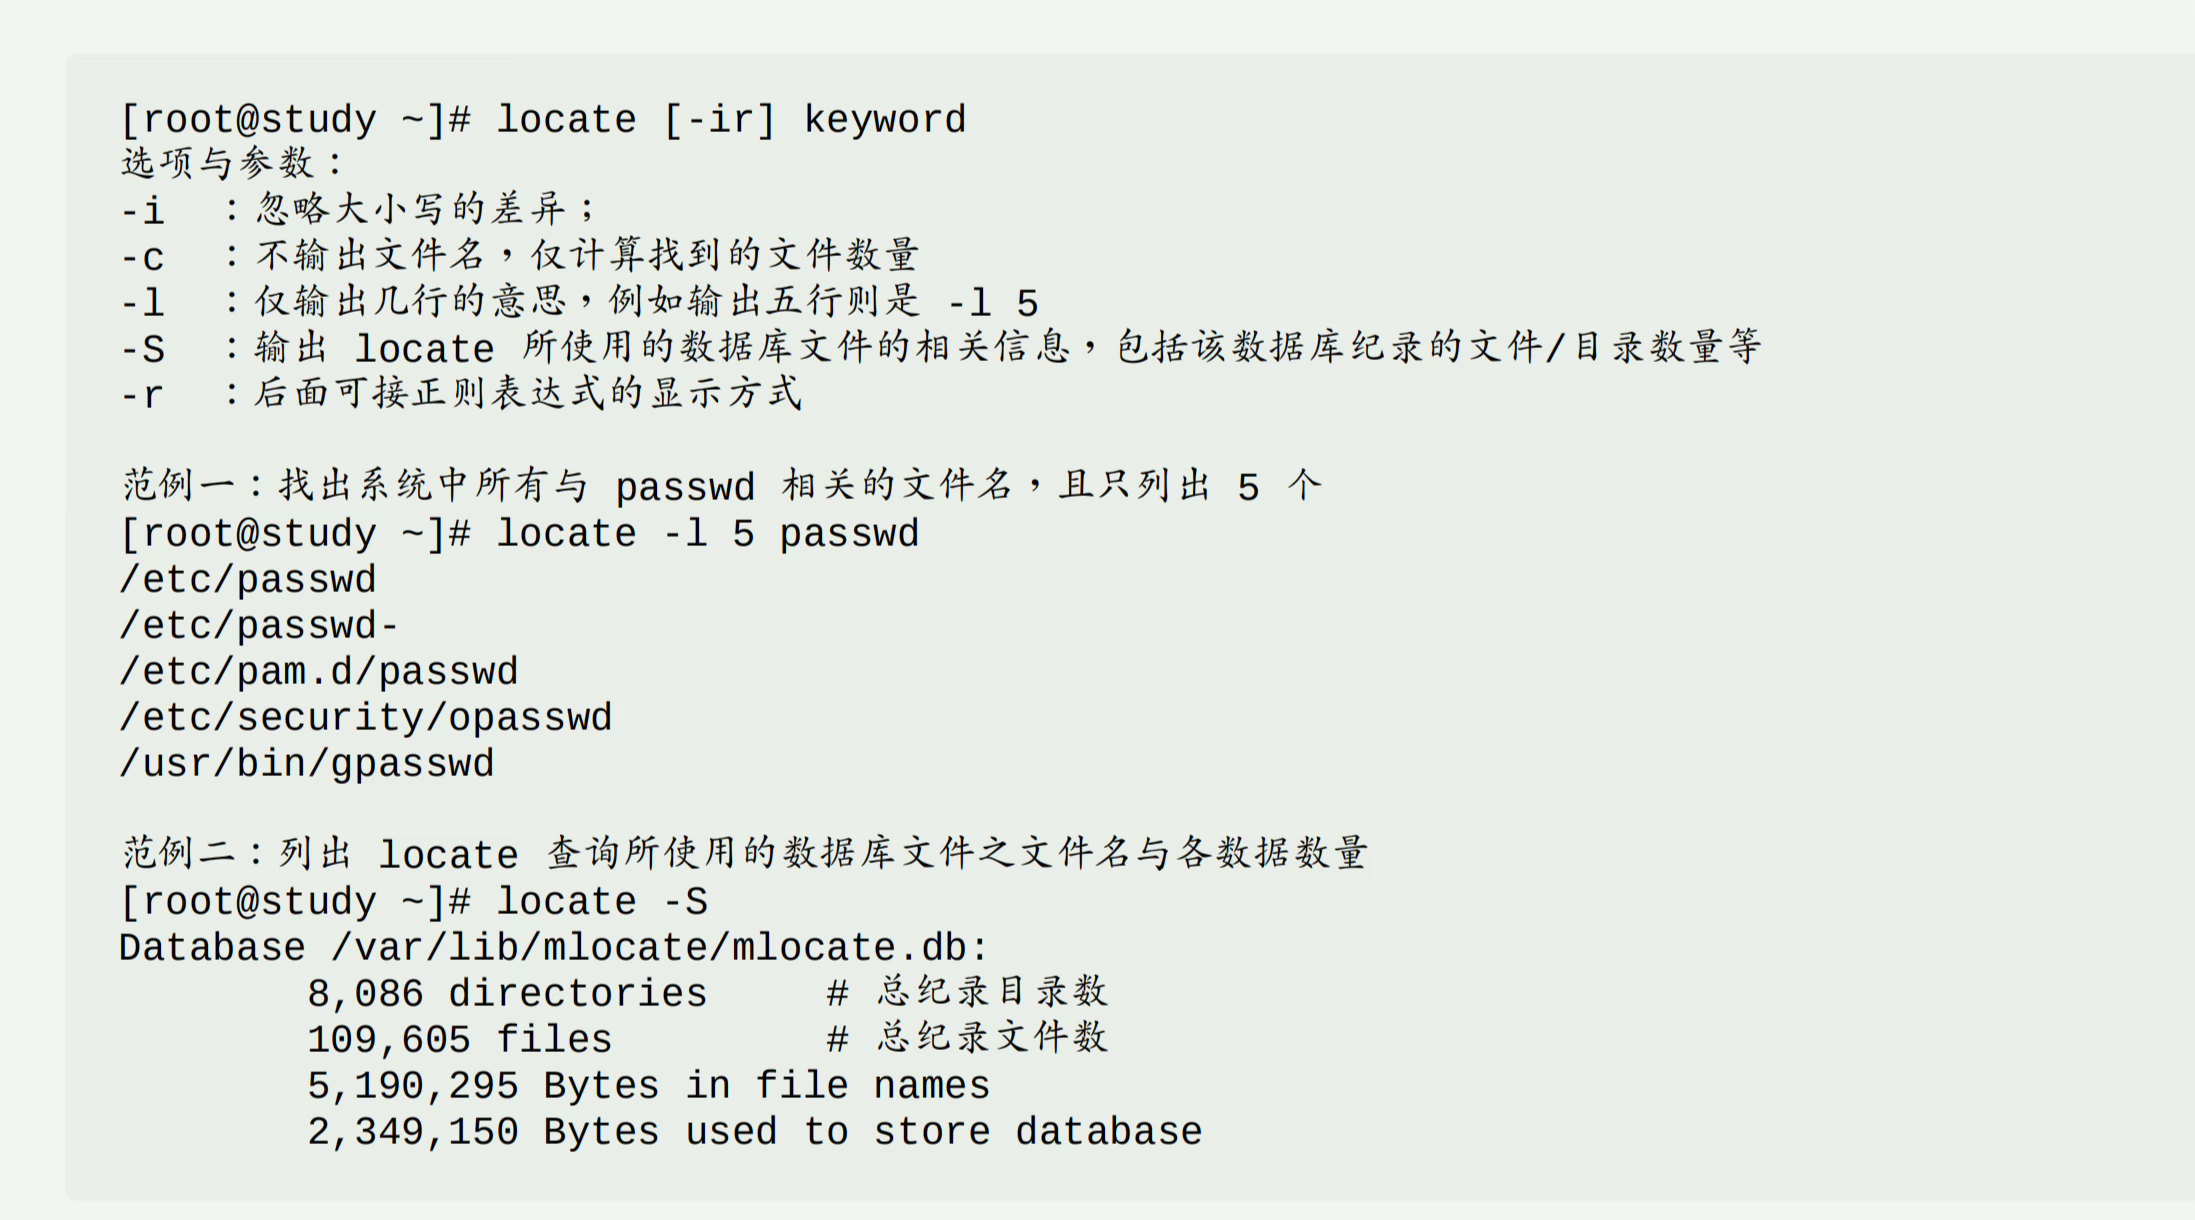 [root@study ~]# locate [-ir] keyword
选项与参数：
-i  ：忽略大小写的差异；
-c  ：不输出文件名，仅计算找到的文件数量
-l  ：仅输出几行的意思，例如输出五行则是 -l 5
-S  ：输出 locate 所使用的数据库文件的相关信息，包括该数据库纪录的文件/目录数量等
-r  ：后面可接正则表达式的显示方式
范例一：找出系统中所有与 passwd 相关的文件名，且只列出 5 个
[root@study ~]# locate -l 5 passwd
/etc/passwd
/etc/passwd-
/etc/pam.d/passwd
/etc/security/opasswd
/usr/bin/gpasswd
范例二：列出 locate 查询所使用的数据库文件之文件名与各数据数量
[root@study ~]# locate -S
Database /var/lib/mlocate/mlocate.db:
        8,086 directories     # 总纪录目录数
        109,605 files         # 总纪录文件数
        5,190,295 Bytes in file names
        2,349,150 Bytes used to store database